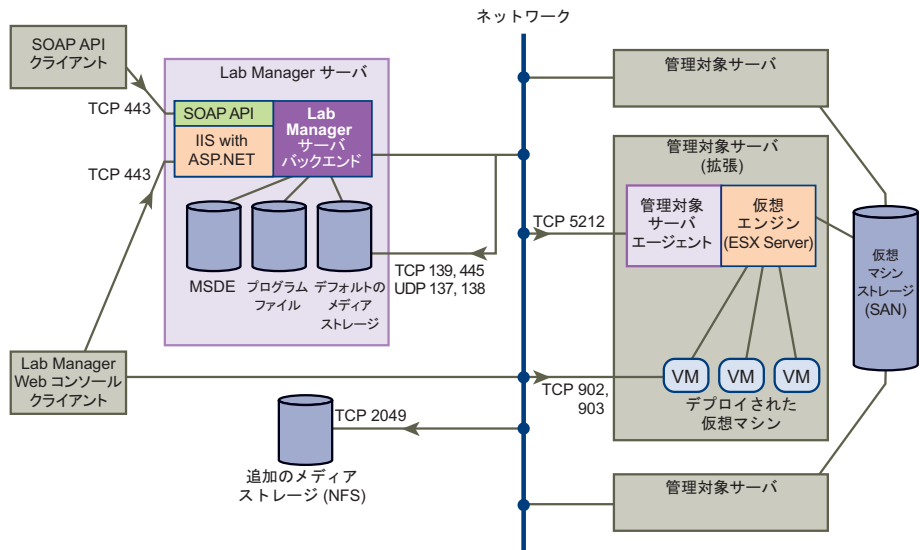 ネットワーク
SOAP API
クライアント
TCP 443
Lab Manager サーバ
SOAP API
IIS with
ASP.NET
Lab
Manager
サーバ
バックエンド
TCP 443
MSDE
プログラム
ファイル
デフォルトの
メディア
ストレージ
TCP 139, 445
UDP 137, 138
管理対象サーバ
管理対象サーバ
(拡張)
TCP 5212
管理対象
サーバ
エージェント
仮想
エンジン
(ESX Server)
仮想
マシン
ストレージ
(SAN)
Lab Manager
Web コンソール
クライアント
TCP 902,
903
VM
VM
VM
デプロイされた
仮想マシン
TCP 2049
追加のメディア
ストレージ (NFS)
管理対象サーバ